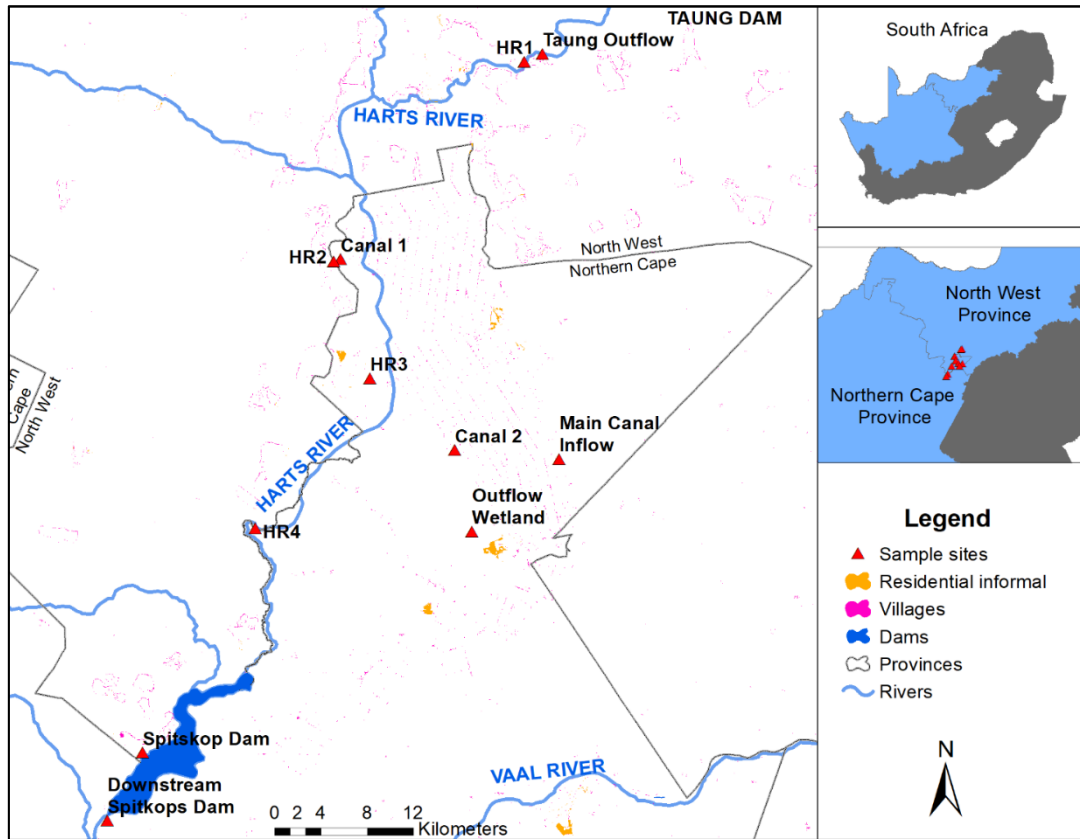 TAUNG DAM
Taung Outflow
HR1
HARTS RIVER
North West
Northern Cape
Canal 1
HR2
HR3
Cape
North West
HARTS RIVER
Canal 2
Main Canal
Inflow
Outflow
Wetland
HR4
Spitskop Dam
Downstream
Spitkops Dam
VAAL RIVER
0 2 4 8 12
Kilometers
South Africa
North West
Province
Northern Cape
Province
Legend
Sample sites
Residential informal
Villages
Dams
Provinces
Rivers
N